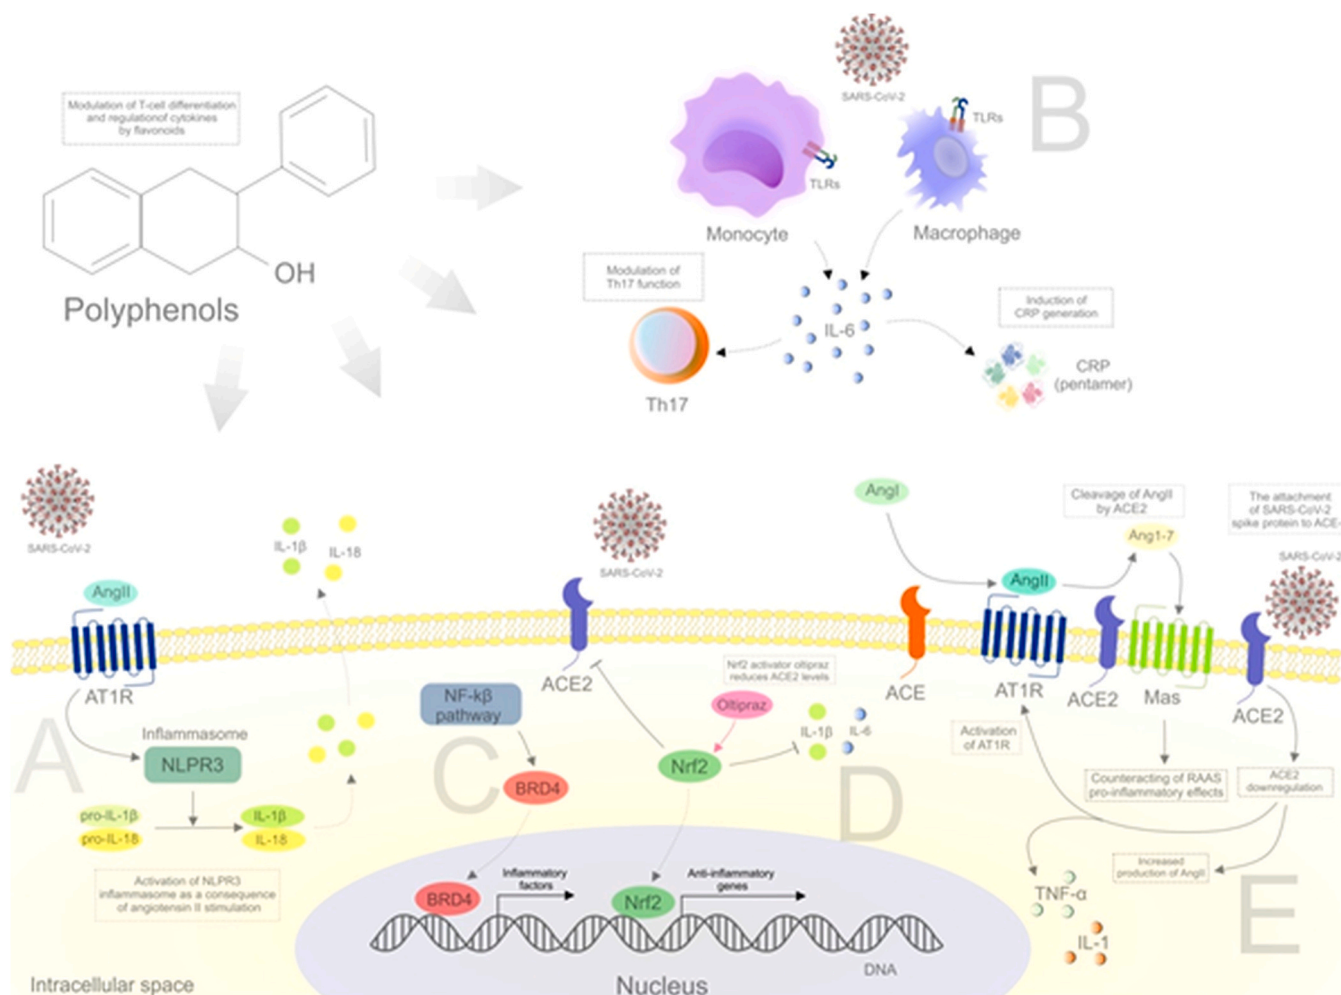 SARS-CoV-2
B
Modulation of T-cell differentiation
and regulationof cytokines
by flavonoids
TLRs
TLRs
Monocyte
Macrophage
OH
Polyphenols
Modulation of
Th17 function
Induction of
CRP generation
IL-6
CRP
(pentamer)
Th17
SARS-CoV-2
IL-1β
IL-18
SARS-CoV-2
AngI
Cleavage of AngII
by ACE2
The attachment
of SARS-CoV-2
spike protein to ACE-
Ang1-7
SARS-CoV-2
AngII
AngII
AT1R
ACE2
ACE
AT1R
ACE2
Mas
ACE2
A
Inflammasome
NLPR3
pro-IL-1β
pro-IL-18
IL-1β
IL-18
Activation of NLPR3
inflammasome as a consequence
of angiotensin II stimulation
NF-kβ
pathway
C
BRD4
Nrf2 activator oltipraz
reduces ACE2 levels
Oltipraz
Nrf2
IL-1β
IL-6
D
Activation
of AT1R
Counteracting of RAAS
pro-inflammatory effects
ACE2
downregulation
Increased
production of AngII
TNF-α
IL-1
E
Inflammatory
factors
Anti-inflammatory
genes
BRD4
Nrf2
DNA
Nucleus
Intracellular space